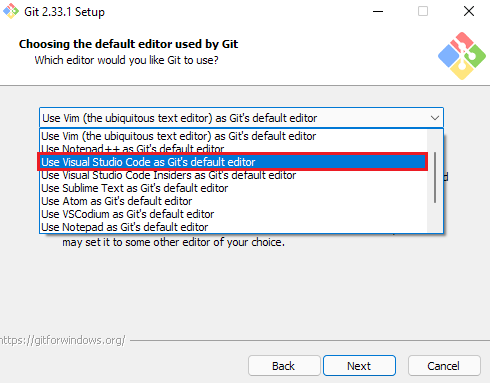 Git 2.33.1 Setup
Choosing the default editor used by Git
Which editor would you like Git to use?
Use Vim (the ubiquitous text editor) as Git's default editor
Use Vim (the ubiquitous text editor) as Git's default editor
Use Notepad++ as Git's default editor
Use Visual Studio Code as Git's default editor
Use Visual Studio Code Insiders as Git's default editor
Use Sublime Text as Git's default editor
Use Atom as Git's default editor
Use VSCodium as Git's default editor
Use Notepad as Git's default editor
may set it to some other editor of your choice.
https://gitforwindows.org/
Back
Next
Cancel